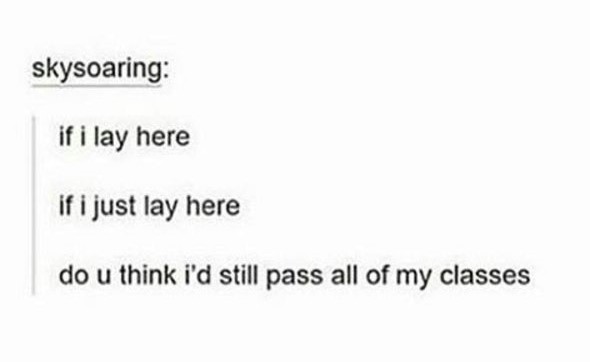 skysoaring:
if i lay here
if i just lay here
do u think i'd still pass all of my classes